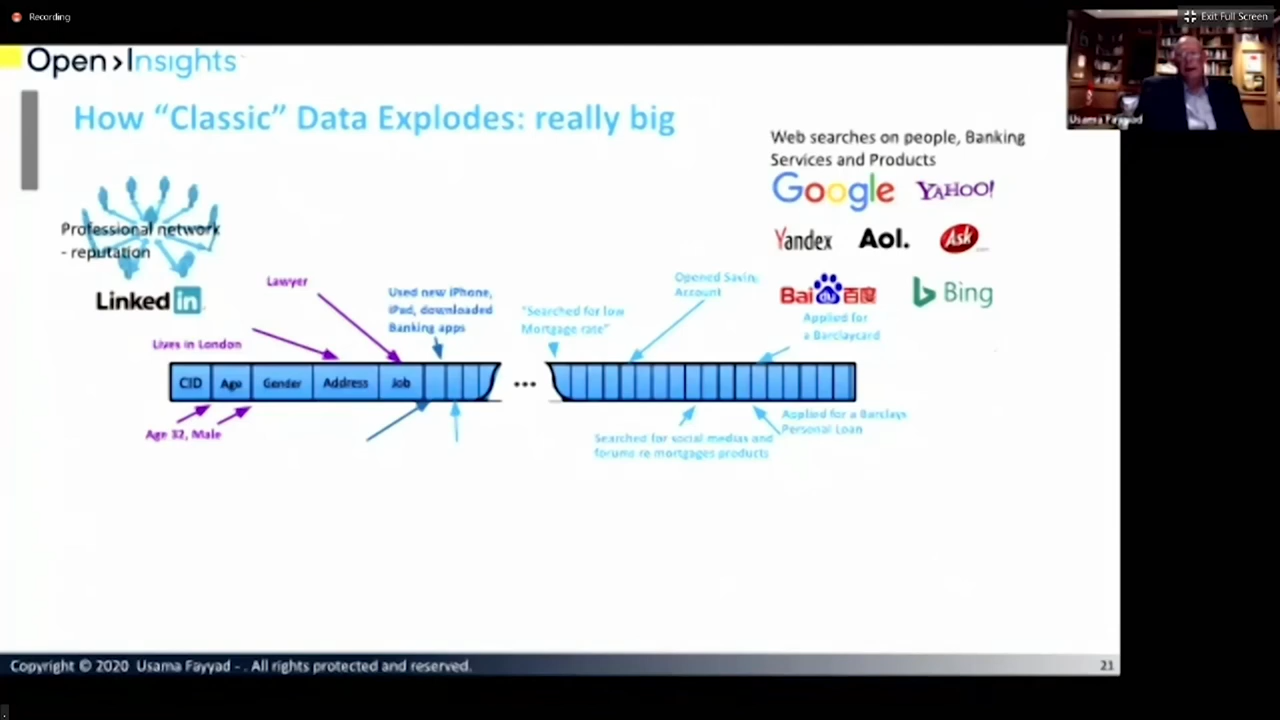 Recording
Exit Full Screen
Open>Insights
Usama Fayyad
How “Classic” Data Explodes: really big
Web searches on people, Banking
Services and Products
Google YAHOO!
Yandex Aol. Ask
Bai du 百度 Bing
Professional network
- reputation
Linked in
Lawyer
Used new iPhone,
iPad, downloaded
Banking apps
"Searched for low
Mortgage rate"
Opened Saving
Account
Applied for
a Barclaycard
Lives in London
CID Age Gender Address Job ...
Age 32, Male
Searched for social medias and
forums re mortgages products
Applied for a Barclays
Personal Loan
Copyright © 2020 Usama Fayyad - . All rights protected and reserved.
21